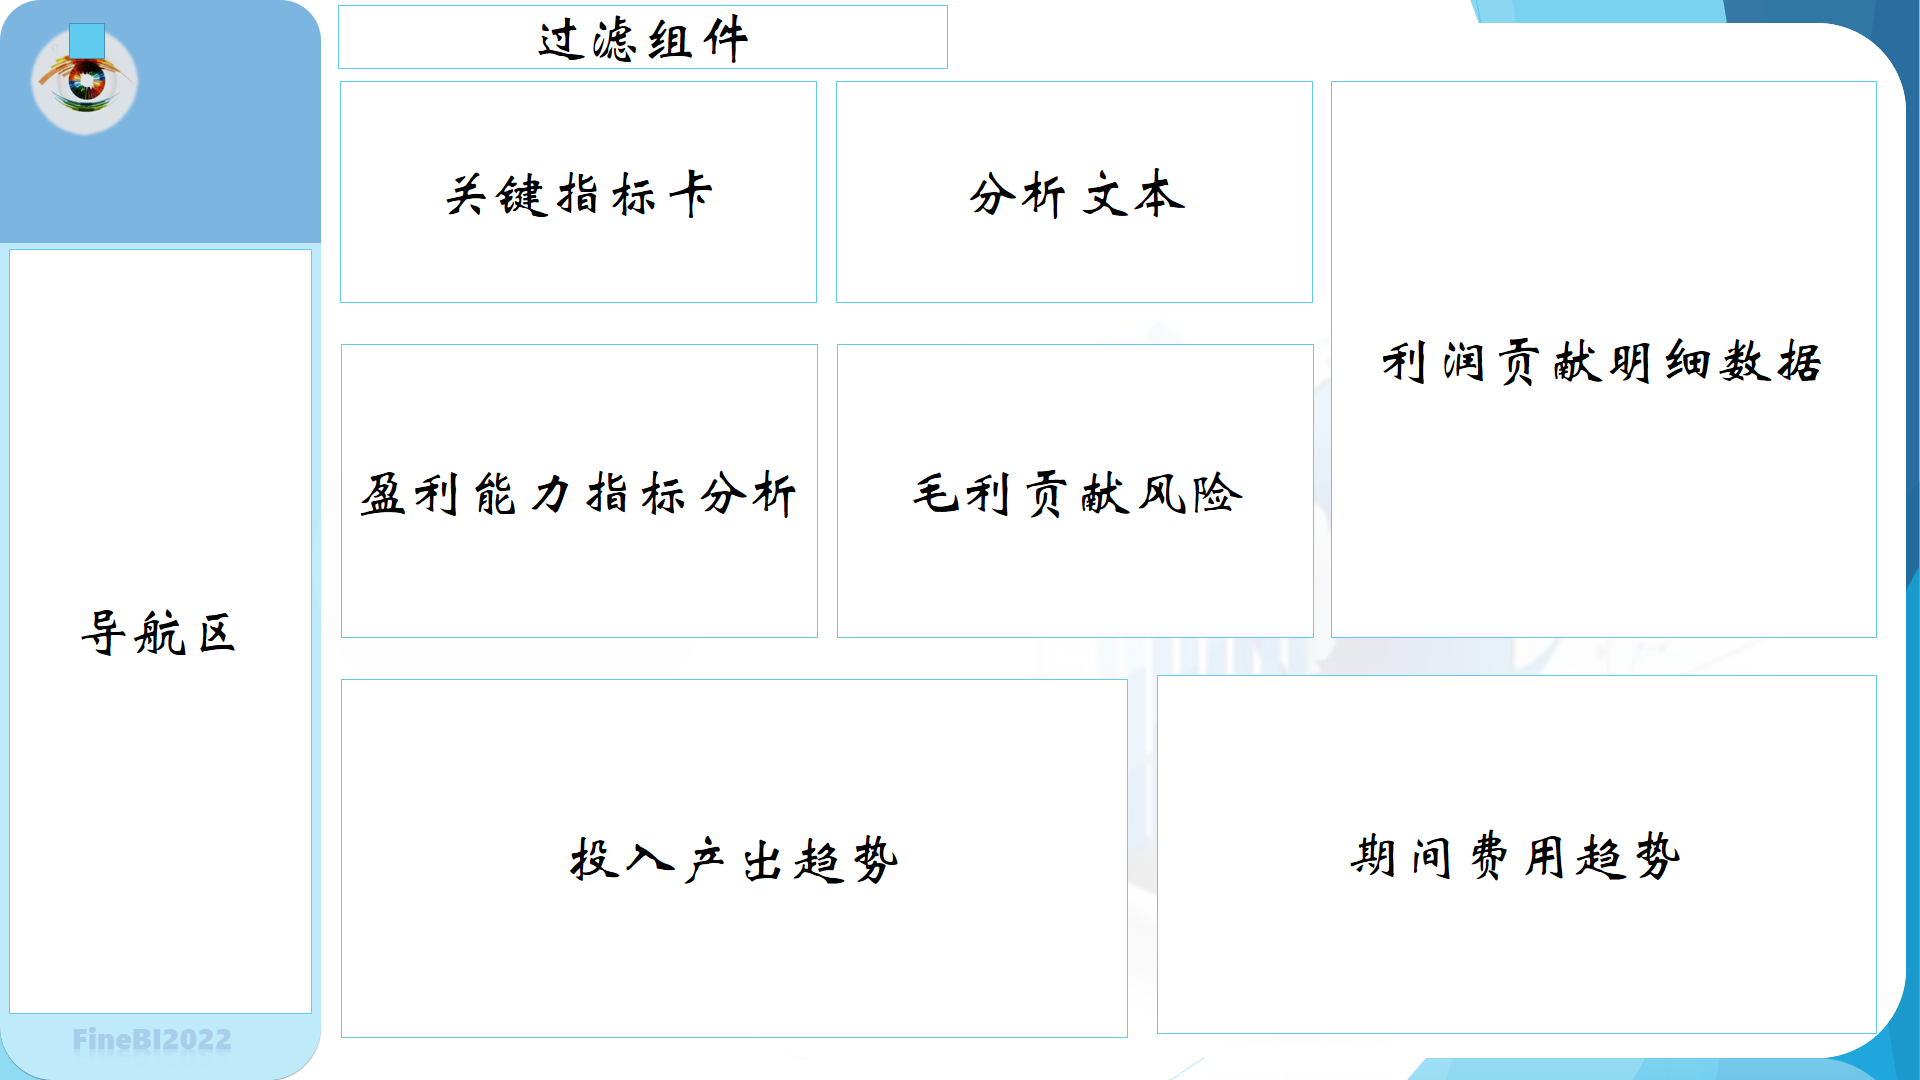 过滤组件
关键指标卡
分析文本
利润贡献明细数据
盈利能力指标分析
毛利贡献风险
导航区
投入产出趋势
期间费用趋势
FineBI2022